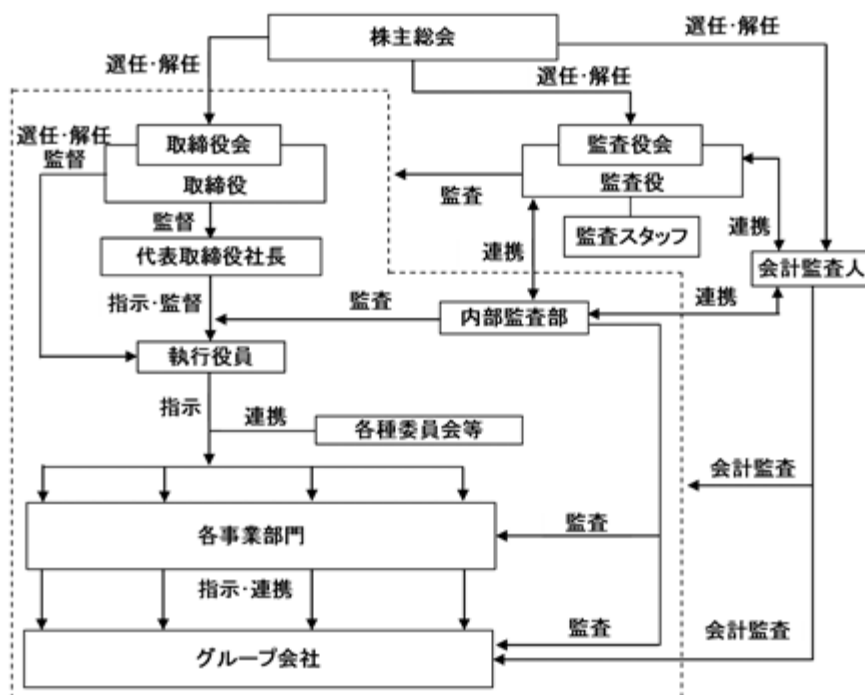 株主総会
選任・解任
選任・解任
選任・解任
選任・解任
監督
取締役会
取締役
監査役会
監査役
監査
監査スタッフ
連携
監督
連携
代表取締役社長
会計監査人
指示・監督
監査
内部監査部
連携
執行役員
指示
連携
各種委員会等
会計監査
各事業部門
監査
指示・連携
監査
会計監査
グループ会社